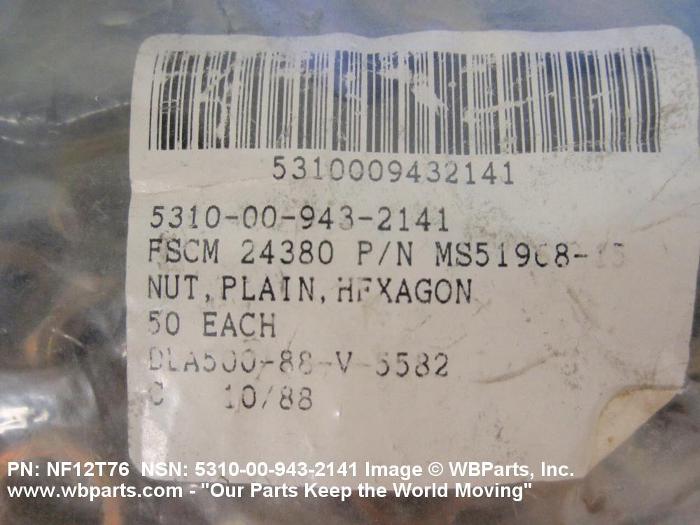 5310009432141
5310-00-943-2141
FSCM 24380 P/N
NUT, PLAIN, HEXAGON
50 EACH
DLA500-88-V-5582
C 10/88
PN: NF12T76 NSN: 5310-00-943-2141 Image © WBParts, Inc.
www.wbparts.com - "Our Parts Keep the World Moving"